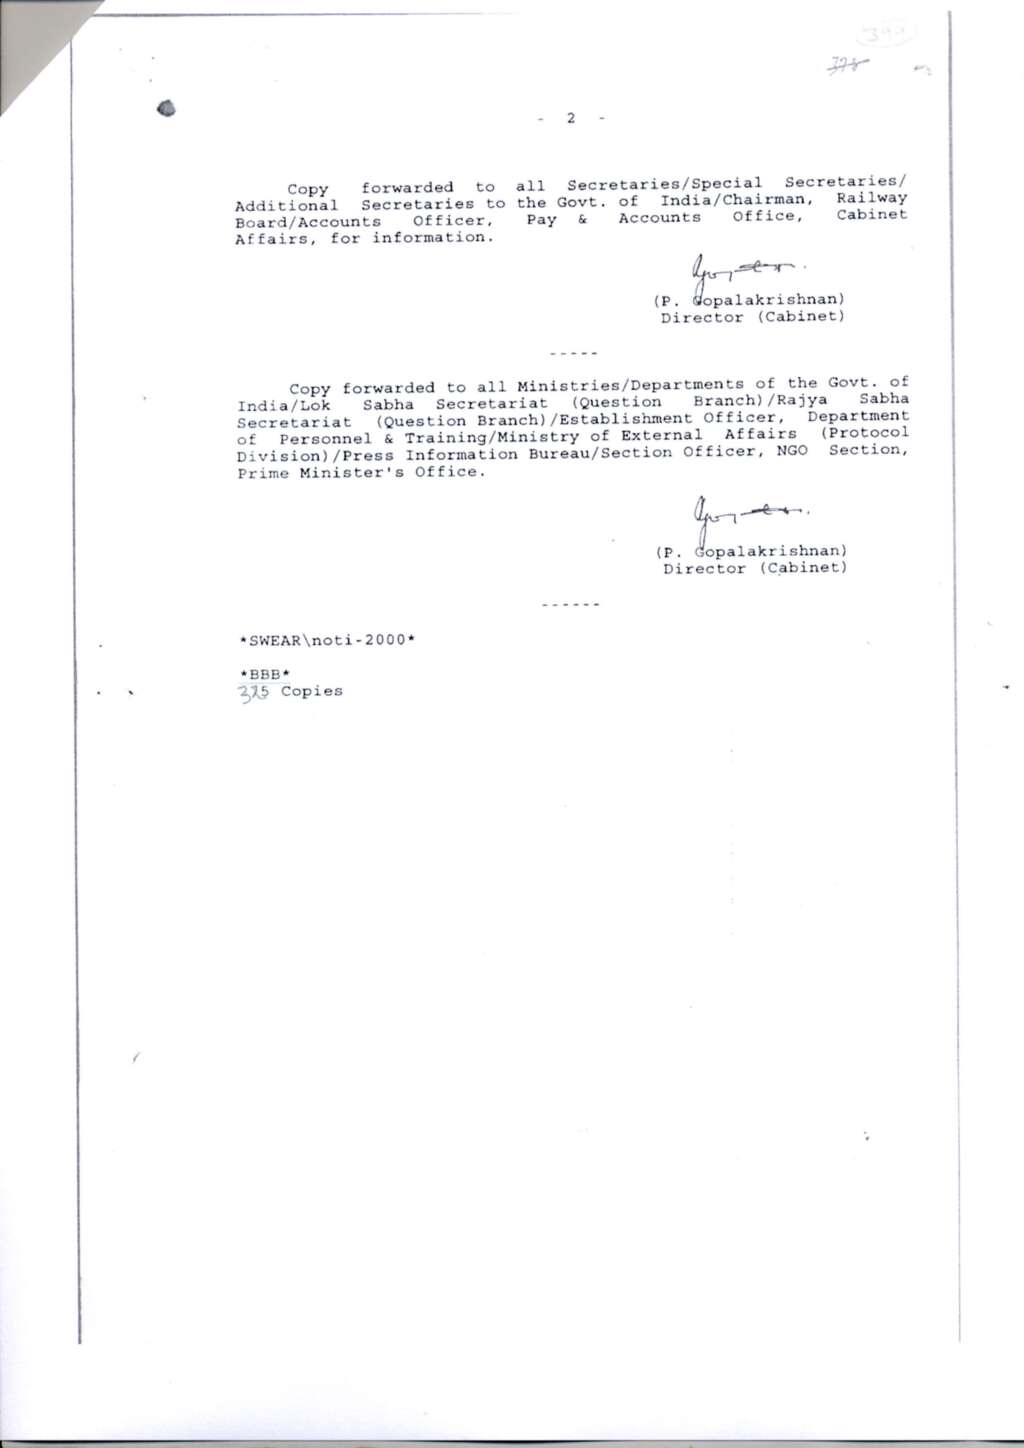 - 2 -
Copy forwarded to all Secretaries/Special Secretaries/
Additional Secretaries to the Govt. of India/Chairman, Railway
Board/Accounts Officer, Pay & Accounts Office, Cabinet
Affairs, for information.
(P. Gopalakrishnan)
Director (Cabinet)
-----
Copy forwarded to all Ministries/Departments of the Govt. of
India/Lok Sabha Secretariat (Question Branch)/Rajya Sabha
Secretariat (Question Branch)/Establishment Officer, Department
of Personnel & Training/Ministry of External Affairs (Protocol
Division)/Press Information Bureau/Section Officer, NGO Section,
Prime Minister's Office.
(P. Gopalakrishnan)
Director (Cabinet)
------
*SWEAR\noti-2000*
*BBB*
Copies